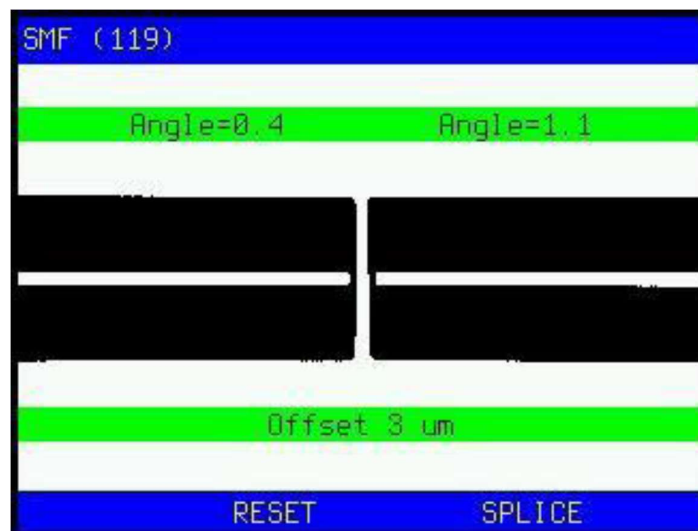 SMF (119)
Angle=0.4 Angle=1.1
Offset 3 um
RESET SPLICE